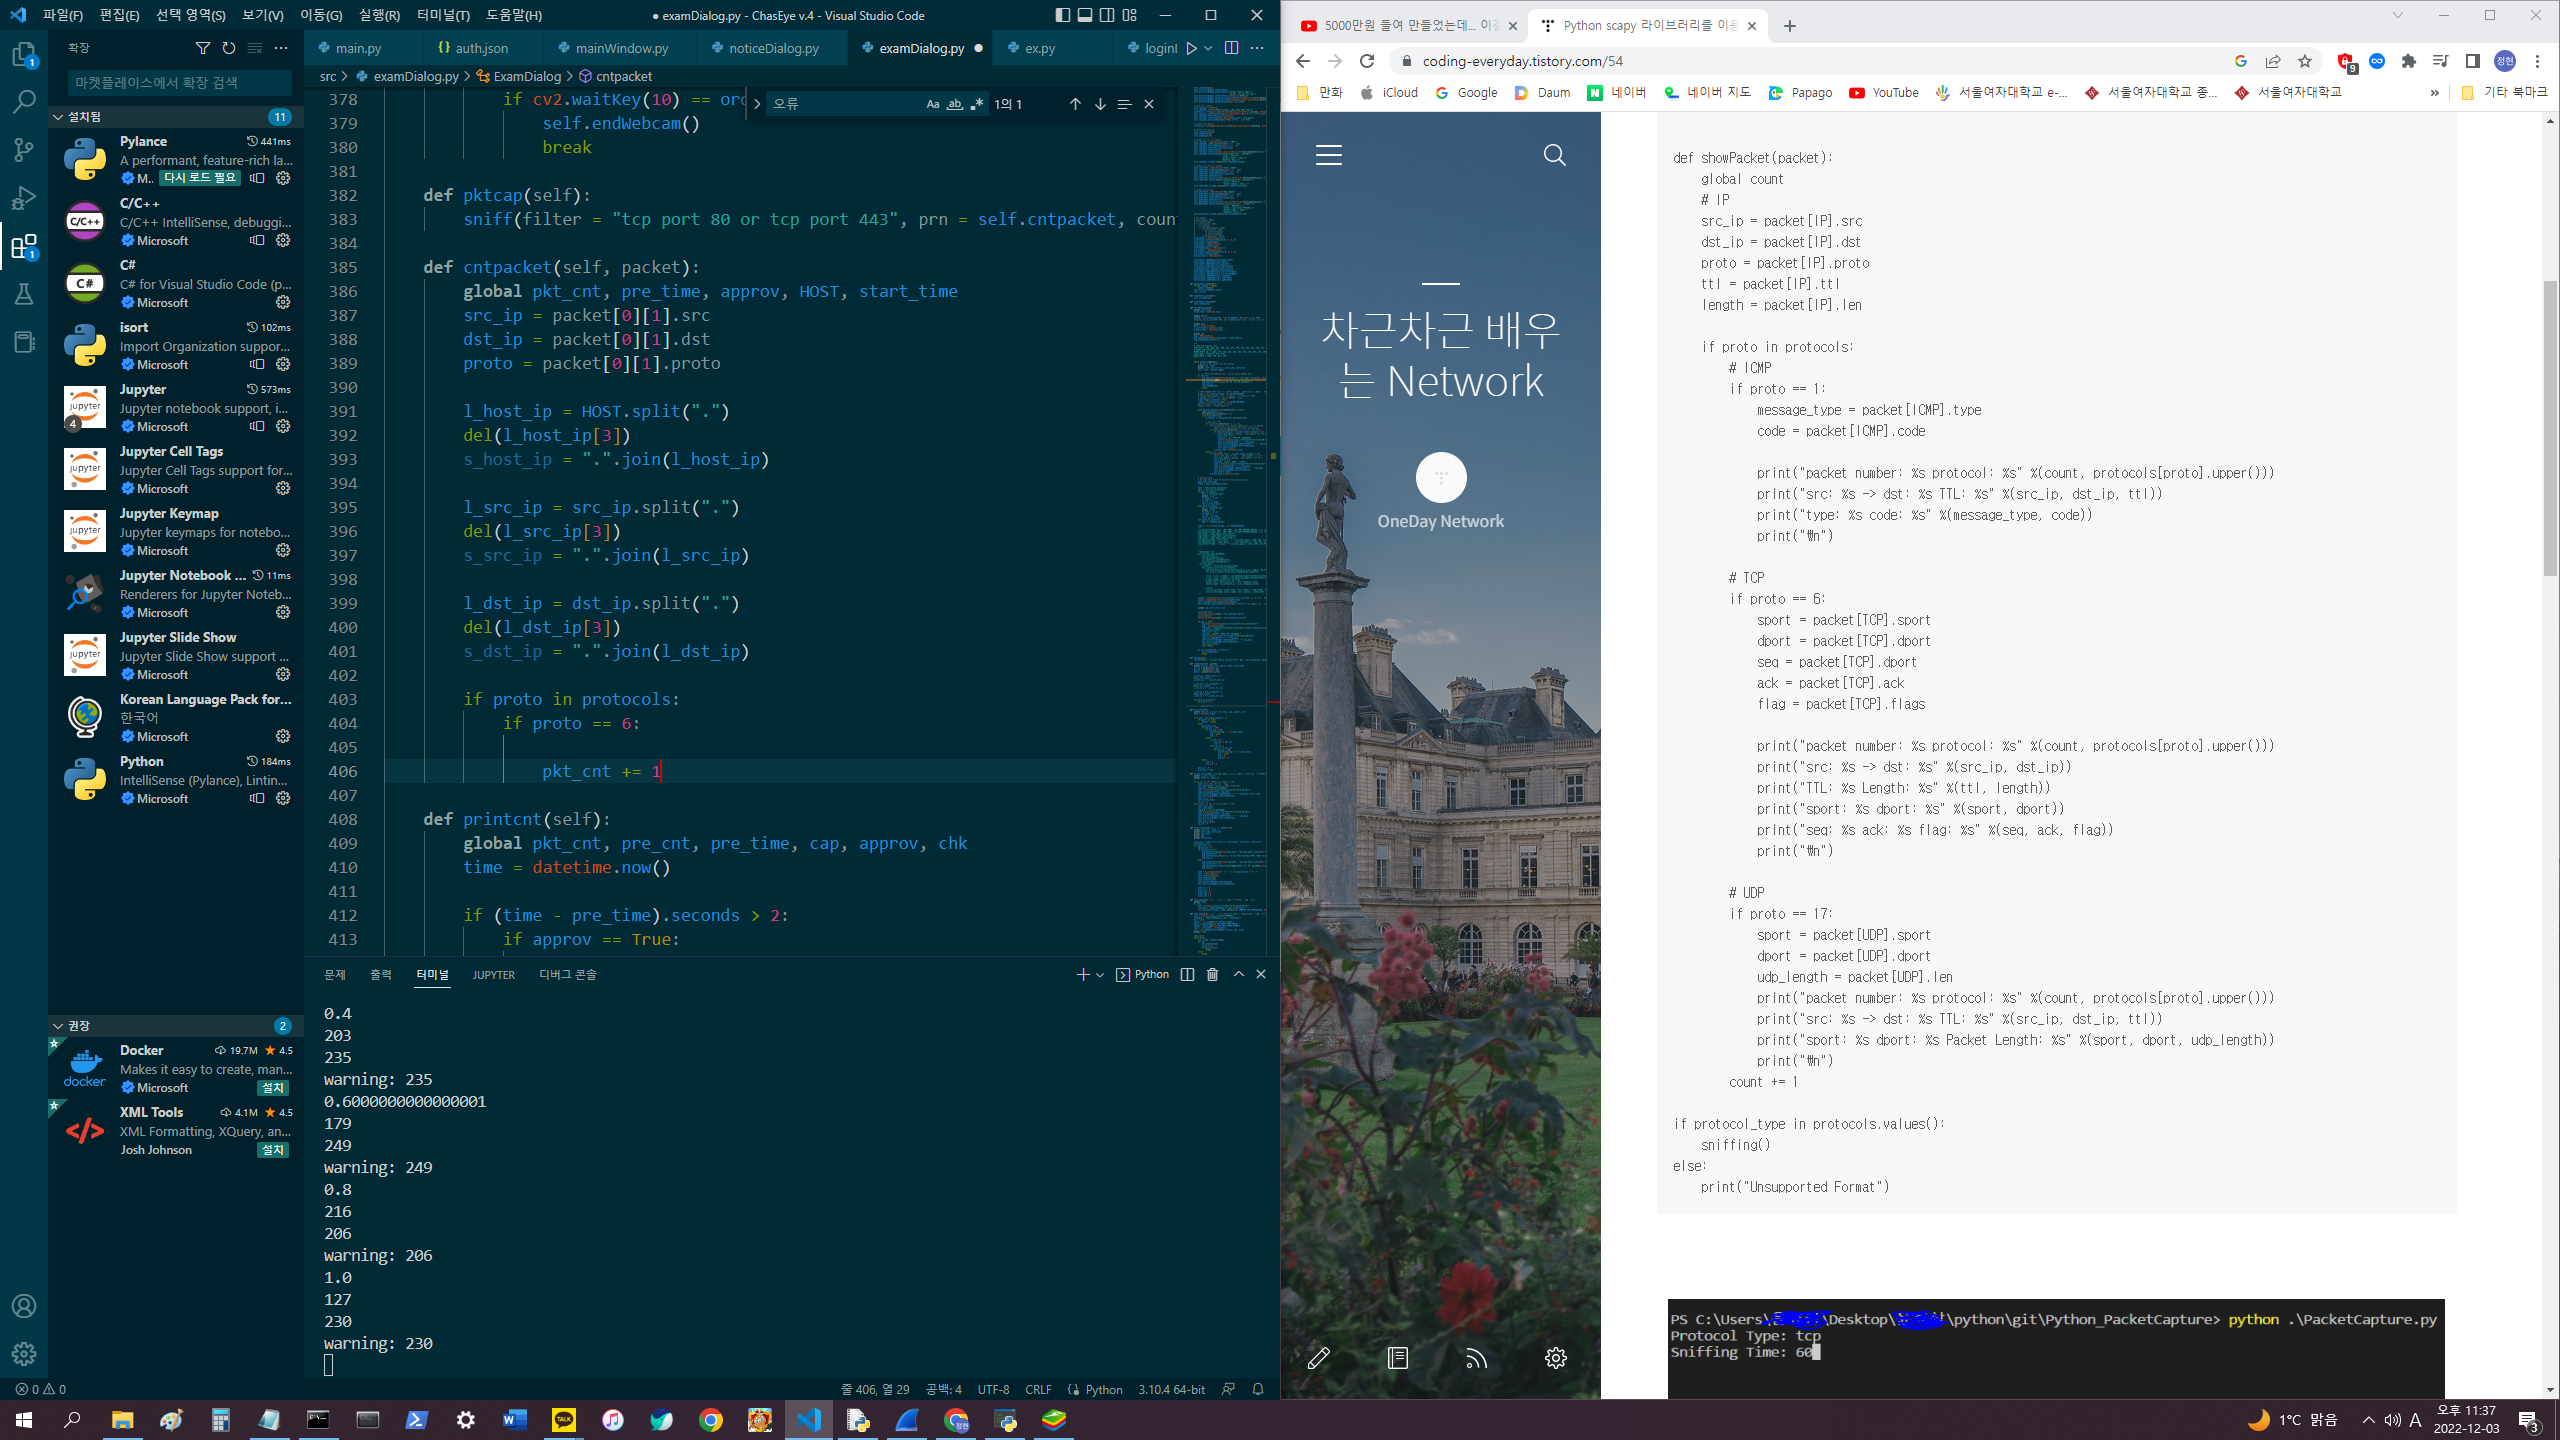 파일(F) 편집(E) 선택 영역(S) 보기(V) 이동(G) 실행(R) 터미널(T) 도움말(H)
● examDialog.py - ChasEye v.4 - Visual Studio Code
확장
마켓플레이스에서 확장 검색
설치됨 11
Pylance 441ms
A performant, feature-rich la...
M.. 다시 로드 필요
C/C++
C/C++ IntelliSense, debuggi...
Microsoft
C#
C# for Visual Studio Code (p...
Microsoft
isort 102ms
Import Organization suppor...
Microsoft
Jupyter 573ms
Jupyter notebook support, i...
Microsoft
Jupyter Cell Tags
Jupyter Cell Tags support for...
Microsoft
Jupyter Keymap
Jupyter keymaps for notebo...
Microsoft
Jupyter Notebook ... 11ms
Renderers for Jupyter Noteb...
Microsoft
Jupyter Slide Show
Jupyter Slide Show support ...
Microsoft
Korean Language Pack for...
한국어
Microsoft
Python 184ms
IntelliSense (Pylance), Lintin...
Microsoft
권장 2
Docker 19.7M ★ 4.5
Makes it easy to create, man...
Microsoft 설치
XML Tools 4.1M ★ 4.5
XML Formatting, XQuery, an...
Josh Johnson 설치
main.py {} auth.json mainWindow.py noticeDialog.py examDialog.py ● ex.py loginI
src > examDialog.py > ExamDialog > cntpacket
오류 Aa ab 1의 1
378 if cv2.waitKey(10) == orc
379 self.endWebcam()
380 break
381
382 def pktcap(self):
383 sniff(filter = "tcp port 80 or tcp port 443", prn = self.cntpacket, coun
384
385 def cntpacket(self, packet):
386 global pkt_cnt, pre_time, approv, HOST, start_time
387 src_ip = packet[0][1].src
388 dst_ip = packet[0][1].dst
389 proto = packet[0][1].proto
390
391 l_host_ip = HOST.split(".")
392 del(l_host_ip[3])
393 s_host_ip = ".".join(l_host_ip)
394
395 l_src_ip = src_ip.split(".")
396 del(l_src_ip[3])
397 s_src_ip = ".".join(l_src_ip)
398
399 l_dst_ip = dst_ip.split(".")
400 del(l_dst_ip[3])
401 s_dst_ip = ".".join(l_dst_ip)
402
403 if proto in protocols:
404 if proto == 6:
405
406 pkt_cnt += 1
407
408 def printcnt(self):
409 global pkt_cnt, pre_cnt, pre_time, cap, approv, chk
410 time = datetime.now()
411
412 if (time - pre_time).seconds > 2:
413 if approv == True:
문제 출력 터미널 JUPYTER 디버그 콘솔 Python
0.4
203
235
warning: 235
0.6000000000000001
179
249
warning: 249
0.8
216
206
warning: 206
1.0
127
230
warning: 230
0 0 줄 406, 열 29 공백: 4 UTF-8 CRLF Python 3.10.4 64-bit
5000만원 들여 만들었는데... 이걸 Python scapy 라이브러리를 이용
coding-everyday.tistory.com/54
만화 iCloud Google Daum 네이버 네이버 지도 Papago YouTube 서울여자대학교 e-... 서울여자대학교 종... 서울여자대학교 » 기타 북마크
차근차근 배우
는 Network
OneDay Network
def showPacket(packet):
global count
# IP
src_ip = packet[IP].src
dst_ip = packet[IP].dst
proto = packet[IP].proto
ttl = packet[IP].ttl
length = packet[IP].len
if proto in protocols:
# ICMP
if proto == 1:
message_type = packet[ICMP].type
code = packet[ICMP].code
print("packet number: %s protocol: %s" %(count, protocols[proto].upper()))
print("src: %s -> dst: %s TTL: %s" %(src_ip, dst_ip, ttl))
print("type: %s code: %s" %(message_type, code))
print("₩n")
# TCP
if proto == 6:
sport = packet[TCP].sport
dport = packet[TCP].dport
seq = packet[TCP].dport
ack = packet[TCP].ack
flag = packet[TCP].flags
print("packet number: %s protocol: %s" %(count, protocols[proto].upper()))
print("src: %s -> dst: %s" %(src_ip, dst_ip))
print("TTL: %s Length: %s" %(ttl, length))
print("sport: %s dport: %s" %(sport, dport))
print("seq: %s ack: %s flag: %s" %(seq, ack, flag))
print("₩n")
# UDP
if proto == 17:
sport = packet[UDP].sport
dport = packet[UDP].dport
udp_length = packet[UDP].len
print("packet number: %s protocol: %s" %(count, protocols[proto].upper()))
print("src: %s -> dst: %s TTL: %s" %(src_ip, dst_ip, ttl))
print("sport: %s dport: %s Packet Length: %s" %(sport, dport, udp_length))
print("₩n")
count += 1
if protocol_type in protocols.values():
sniffing()
else:
print("Unsupported Format")
PS C:\Users\ \Desktop\ \python\git\Python_PacketCapture> python .\PacketCapture.py
Protocol Type: tcp
Sniffing Time: 60
1°C 맑음 A 오후 11:37
2022-12-03